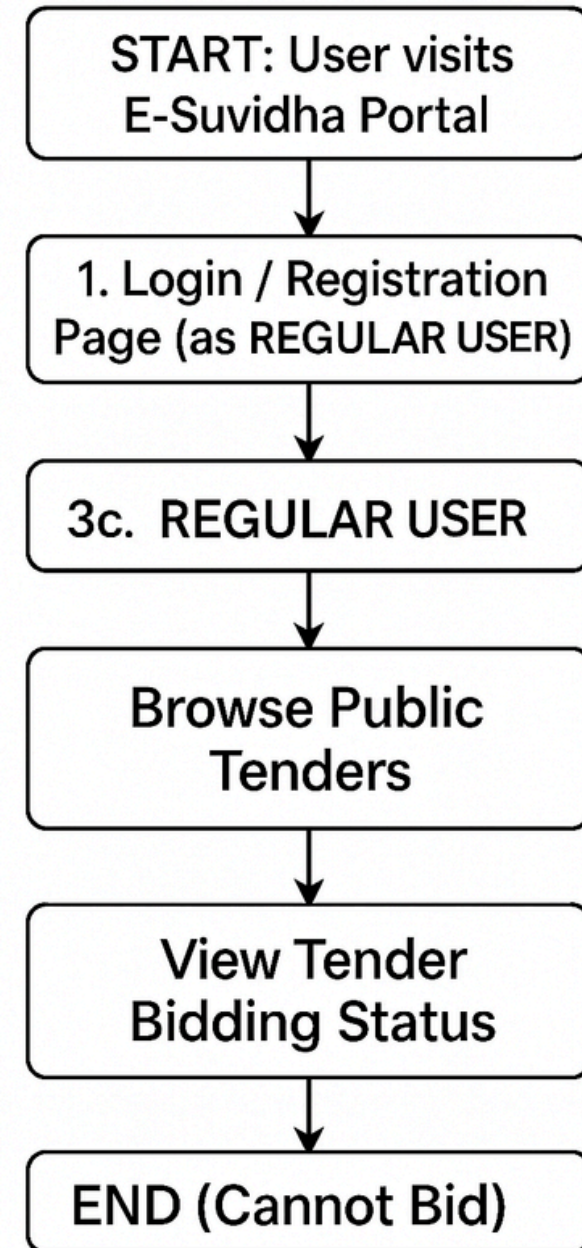 START: User visits
E-Suvidha Portal
1. Login / Registration
Page (as REGULAR USER)
3c. REGULAR USER
Browse Public
Tenders
View Tender
Bidding Status
END (Cannot Bid)